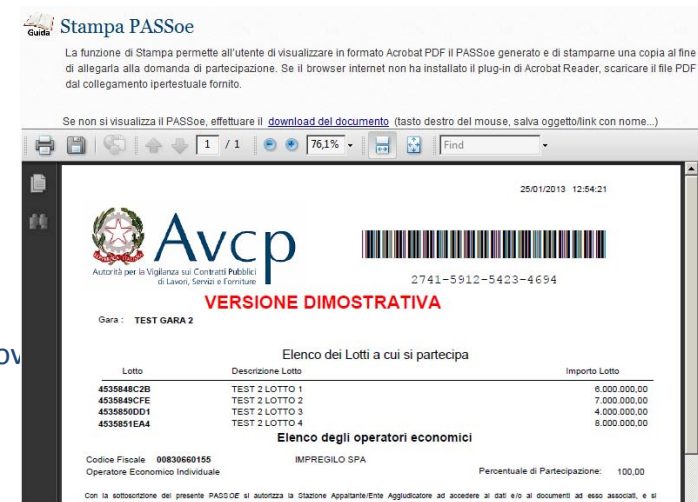 Guida
Stampa PASSoe
La funzione di Stampa permette all'utente di visualizzare in formato Acrobat PDF il PASSoe generato e di stamparne una copia al fine
di allegarla alla domanda di partecipazione. Se il browser internet non ha installato il plug-in di Acrobat Reader, scaricare il file PDF
dal collegamento ipertestuale fornito.
Se non si visualizza il PASSoe, effettuare il download del documento (tasto destro del mouse, salva oggetto/link con nome...)
1 / 1 76,1% Find
25/01/2013 12:54:21
Avcp
Autorità per la Vigilanza sui Contratti Pubblici
di Lavori, Servizi e Forniture
2741-5912-5423-4694
VERSIONE DIMOSTRATIVA
Gara : TEST GARA 2
ov
Elenco dei Lotti a cui si partecipa
Lotto Descrizione Lotto Importo Lotto
4535848C2B TEST 2 LOTTO 1 6.000.000,00
4535849CFE TEST 2 LOTTO 2 7.000.000,00
4535850DD1 TEST 2 LOTTO 3 4.000.000,00
4535851EA4 TEST 2 LOTTO 4 8.000.000,00
Elenco degli operatori economici
Codice Fiscale 00830660155 IMPREGILO SPA
Operatore Economico Individuale Percentuale di Partecipazione: 100,00
Con la sottoscrizione del presente PASSOE si autorizza la Stazione Appaltante/Ente Aggiudicatore ad accedere ai dati e/o ai documenti ad esso associati, e si